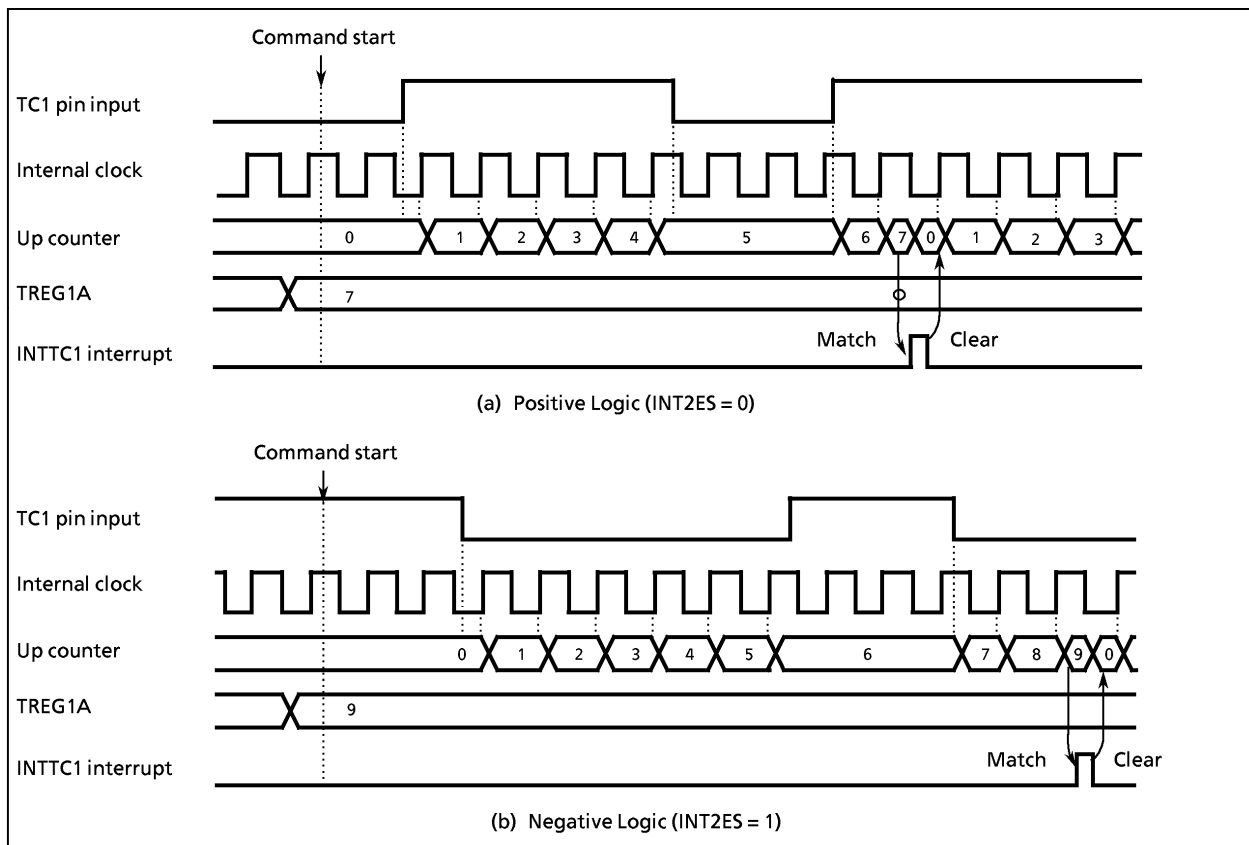 Command start
TC1 pin input
Internal clock
Up counter 0 1 2 3 4 5 6 7 0 1 2 3
TREG1A 7
Match Clear
INTTC1 interrupt
(a) Positive Logic (INT2ES = 0)
Command start
TC1 pin input
Internal clock
Up counter 0 1 2 3 4 5 6 7 8 9 0
TREG1A 9
Match Clear
INTTC1 interrupt
(b) Negative Logic (INT2ES = 1)